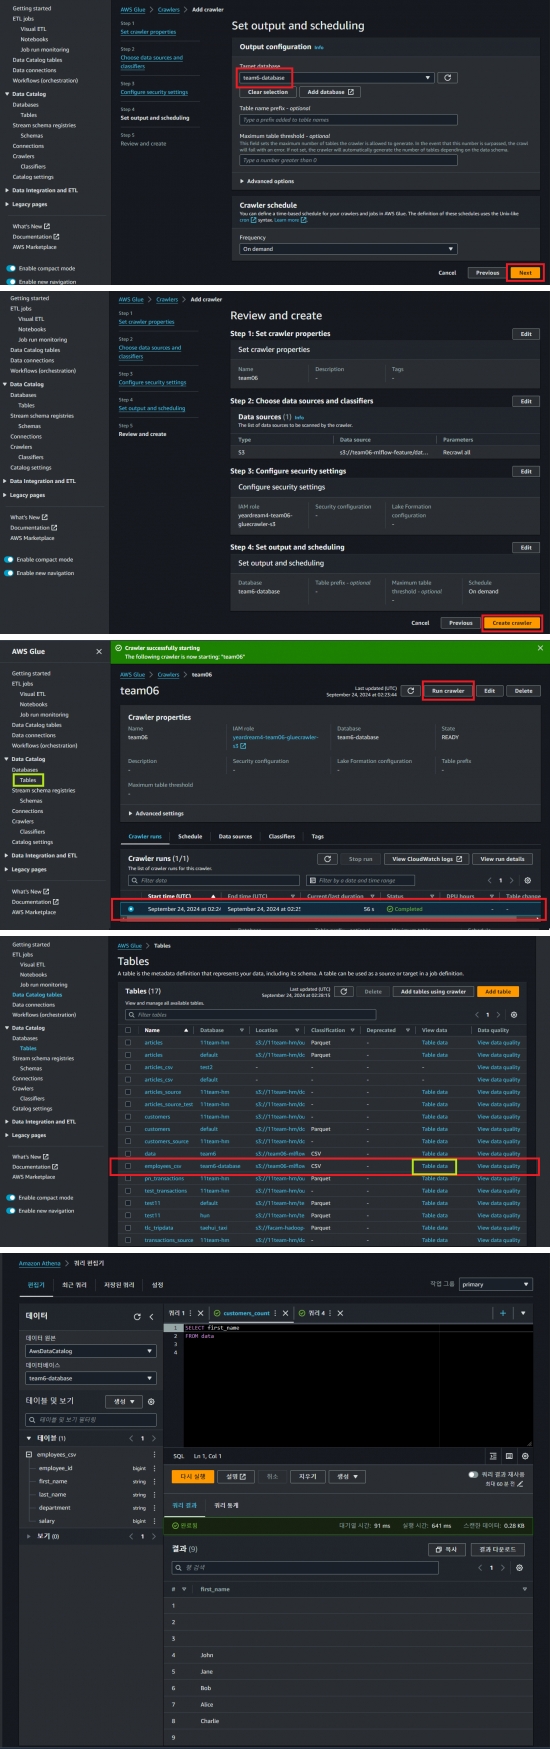 Getting started
ETL jobs
Visual ETL
Notebooks
Job run monitoring
Data Catalog tables
Data connections
Workflows (orchestration)
Data Catalog
Databases
Tables
Stream schema registries
Schemas
Connections
Crawlers
Classifiers
Catalog settings
Data Integration and ETL
Legacy pages
What's New
Documentation
AWS Marketplace
Enable compact mode
Enable new navigation
AWS Glue > Crawlers > Add crawler
Step 1
Set crawler properties
Step 2
Choose data sources and classifiers
Step 3
Configure security settings
Step 4
Set output and scheduling
Step 5
Review and create
Set output and scheduling
Output configuration Info
Target database
team6-database
Clear selection
Add database
Table name prefix - optional
Type a prefix added to table names
Maximum table threshold - optional
This field sets the maximum number of tables the crawler is allowed to generate. In the event that this number is surpassed, the crawl will fail with an error. If not set, the crawler will automatically generate the number of tables depending on the data schema.
Type a number greater than 0
Advanced options
Crawler schedule
You can define a time-based schedule for your crawlers and jobs in AWS Glue. The definition of these schedules uses the Unix-like cron syntax. Learn more
Frequency
On demand
Cancel
Previous
Next
Getting started
ETL jobs
Visual ETL
Notebooks
Job run monitoring
Data Catalog tables
Data connections
Workflows (orchestration)
Data Catalog
Databases
Tables
Stream schema registries
Schemas
Connections
Crawlers
Classifiers
Catalog settings
Data Integration and ETL
Legacy pages
What's New
Documentation
AWS Marketplace
Enable compact mode
Enable new navigation
AWS Glue > Crawlers > Add crawler
Step 1
Set crawler properties
Step 2
Choose data sources and classifiers
Step 3
Configure security settings
Step 4
Set output and scheduling
Step 5
Review and create
Review and create
Step 1: Set crawler properties
Edit
Set crawler properties
Name
team06
Description
-
Tags
-
Step 2: Choose data sources and classifiers
Edit
Data sources (1) Info
The list of data sources to be scanned by the crawler.
Type Data source Parameters
S3 s3://team06-mlflow-feature/dat... Recrawl all
Step 3: Configure security settings
Edit
Configure security settings
IAM role
yeardream4-team06-gluecrawler-s3
Security configuration
-
Lake Formation configuration
-
Step 4: Set output and scheduling
Edit
Set output and scheduling
Database
team6-database
Table prefix - optional
-
Maximum table threshold - optional
-
Schedule
On demand
Cancel
Previous
Create crawler
AWS Glue
Getting started
ETL jobs
Visual ETL
Notebooks
Job run monitoring
Data Catalog tables
Data connections
Workflows (orchestration)
Data Catalog
Databases
Tables
Stream schema registries
Schemas
Connections
Crawlers
Classifiers
Catalog settings
Data Integration and ETL
Legacy pages
What's New
Documentation
AWS Marketplace
Crawler successfully starting
The following crawler is now starting: "team06"
AWS Glue > Crawlers > team06
team06
Last updated (UTC)
September 24, 2024 at 02:23:44
Run crawler
Edit
Delete
Crawler properties
Name
team06
IAM role
yeardream4-team06-gluecrawler-s3
Database
team6-database
State
READY
Description
-
Security configuration
-
Lake Formation configuration
-
Table prefix
-
Maximum table threshold
-
Advanced settings
Crawler runs
Schedule
Data sources
Classifiers
Tags
Crawler runs (1/1)
The list of crawler runs for this crawler.
Stop run
View CloudWatch logs
View run details
Filter data
Filter by a date and time range
1
Start time (UTC) End time (UTC) Current/last duration Status DPU hours Table change
September 24, 2024 at 02:2 September 24, 2024 at 02:2 56 s Completed - -
Getting started
ETL jobs
Visual ETL
Notebooks
Job run monitoring
Data Catalog tables
Data connections
Workflows (orchestration)
Data Catalog
Databases
Tables
Stream schema registries
Schemas
Connections
Crawlers
Classifiers
Catalog settings
Data Integration and ETL
Legacy pages
What's New
Documentation
AWS Marketplace
Enable compact mode
Enable new navigation
AWS Glue > Tables
Tables
A table is the metadata definition that represents your data, including its schema. A table can be used as a source or target in a job definition.
Tables (17)
View and manage all available tables.
Last updated (UTC)
September 24, 2024 at 02:26:15
Delete
Add tables using crawler
Add table
Filter tables
1
Name Database Location Classification Deprecated View data Data quality
articles 11team-hm s3://11team-hm/ou Parquet - Table data View data quality
articles default s3://11team-hm/dc Parquet - Table data View data quality
articles_csv test2 - - - - View data quality
articles_csv default - - - - View data quality
articles_source 11team-hm s3://11team-hm/dc - - Table data View data quality
articles_source_test 11team-hm s3://11team-hm/dc - - Table data View data quality
customers 11team-hm s3://11team-hm/ou - - Table data View data quality
customers default s3://11team-hm/dc Parquet - Table data View data quality
customers_source 11team-hm s3://11team-hm/dc - - Table data View data quality
data team6 s3://team06-mlflow CSV - Table data View data quality
employees_csv team6-database s3://team06-mlflow CSV - Table data View data quality
pn_transactions 11team-hm s3://11team-hm/ou Parquet - Table data View data quality
test_transactions 11team-hm s3://11team-hm/ou - - Table data View data quality
test11 default s3://11team-hm/te Parquet - Table data View data quality
test11 hun s3://11team-hm/te Parquet - Table data View data quality
tlc_tripdata taehui_taxi s3://facam-hadoop- Parquet - Table data View data quality
transactions_source 11team-hm s3://11team-hm/dc - - Table data View data quality
Amazon Athena > 쿼리 편집기
편집기
최근 쿼리
저장된 쿼리
설정
작업 그룹 primary
데이터
데이터 원본
AwsDataCatalog
데이터베이스
team6-database
테이블 및 보기
생성
테이블 및 보기 필터링
테이블 (1)
1
employees_csv
employee_id bigint
first_name string
last_name string
department string
salary bigint
보기 (0)
1
쿼리 1
customers_count
쿼리 4
1 SELECT first_name
2 FROM data
3
4
SQL Ln 1, Col 1
다시 실행
설명
취소
지우기
생성
쿼리 결과 재사용
최대 60 분 전
쿼리 결과
쿼리 통계
완료됨
대기열 시간: 91 ms
실행 시간: 641 ms
스캔한 데이터: 0.28 KB
결과 (9)
복사
결과 다운로드
행 검색
1
# first_name
1
2
3
4 John
5 Jane
6 Bob
7 Alice
8 Charlie
9